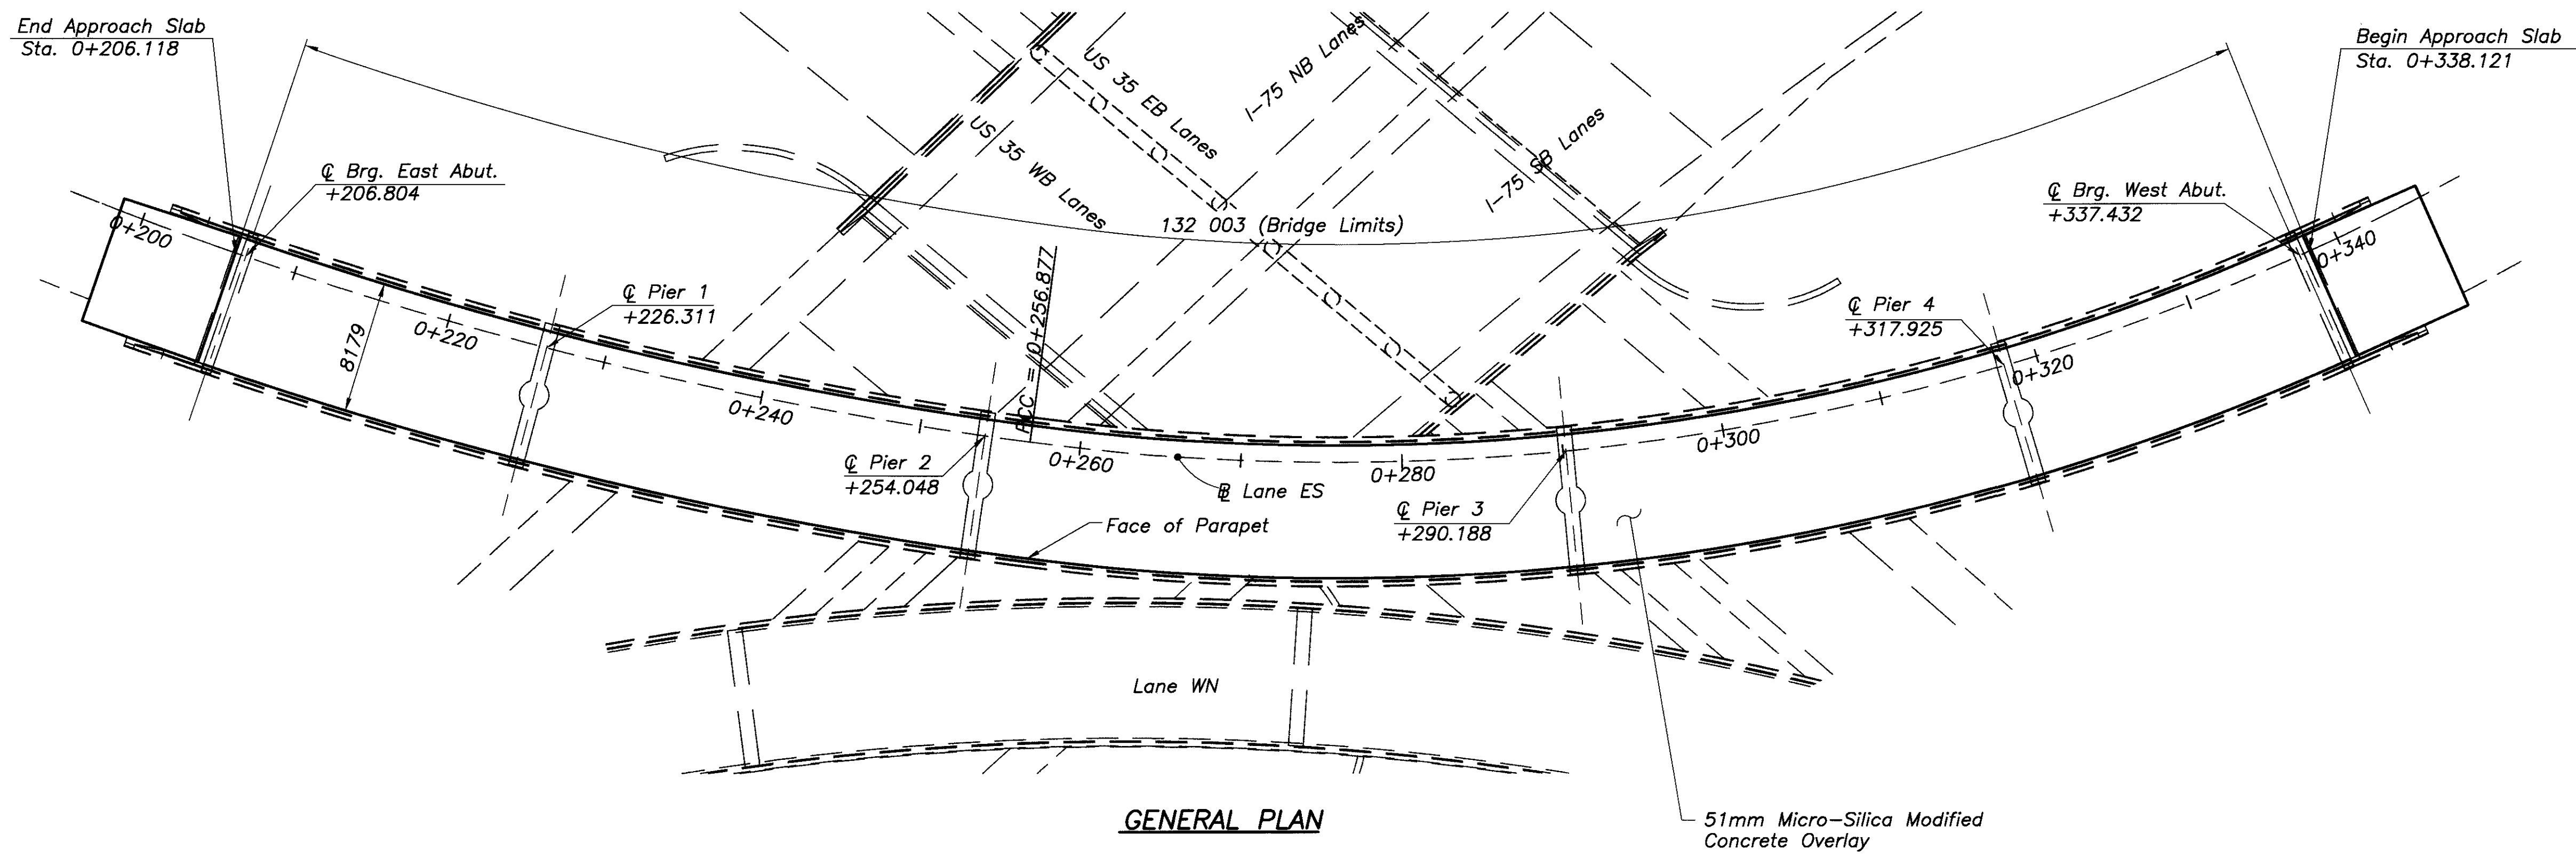 End Approach Slab
Sta. 0+206.118
℄ Brg. East Abut.
+206.804
0+200
8179
0+220
℄ Pier 1
+226.311
0+240
US 35 EB Lanes
US 35 WB Lanes
I-75 NB Lanes
I-75 SB Lanes
132 003 (Bridge Limits)
PCC = 0+256.877
℄ Pier 2
+254.048
0+260
Lane ES
0+280
Face of Parapet
℄ Pier 3
+290.188
0+300
℄ Pier 4
+317.925
0+320
℄ Brg. West Abut.
+337.432
0+340
Begin Approach Slab
Sta. 0+338.121
Lane WN
51mm Micro-Silica Modified
Concrete Overlay
GENERAL PLAN